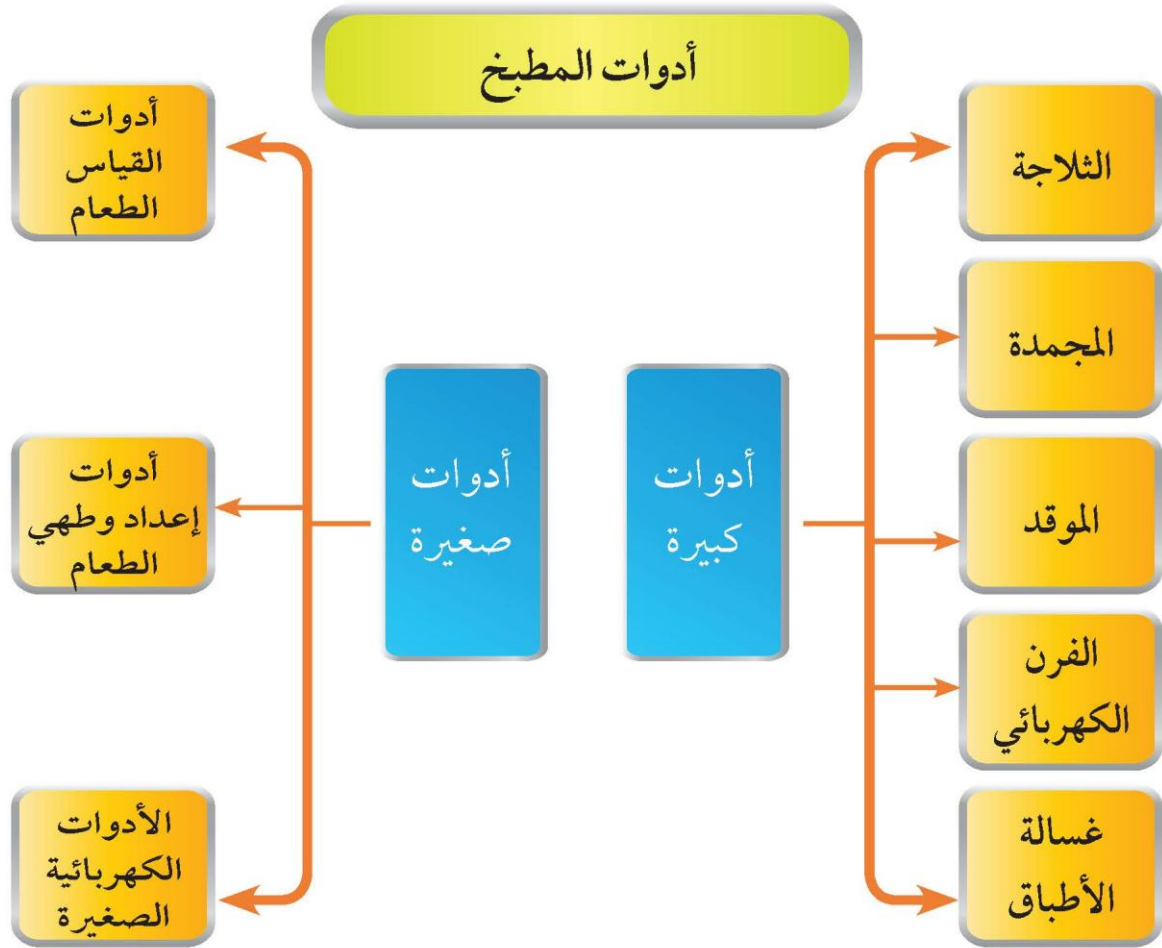 أدوات المطبخ
الثلاجة
المجمدة
الموقد
الفرن
الكهربائي
غسالة
الأطباق
أدوات
كبيرة
أدوات
صغيرة
أدوات
القياس
الطعام
أدوات
إعداد وطهي
الطعام
الأدوات
الكهربائية
الصغيرة